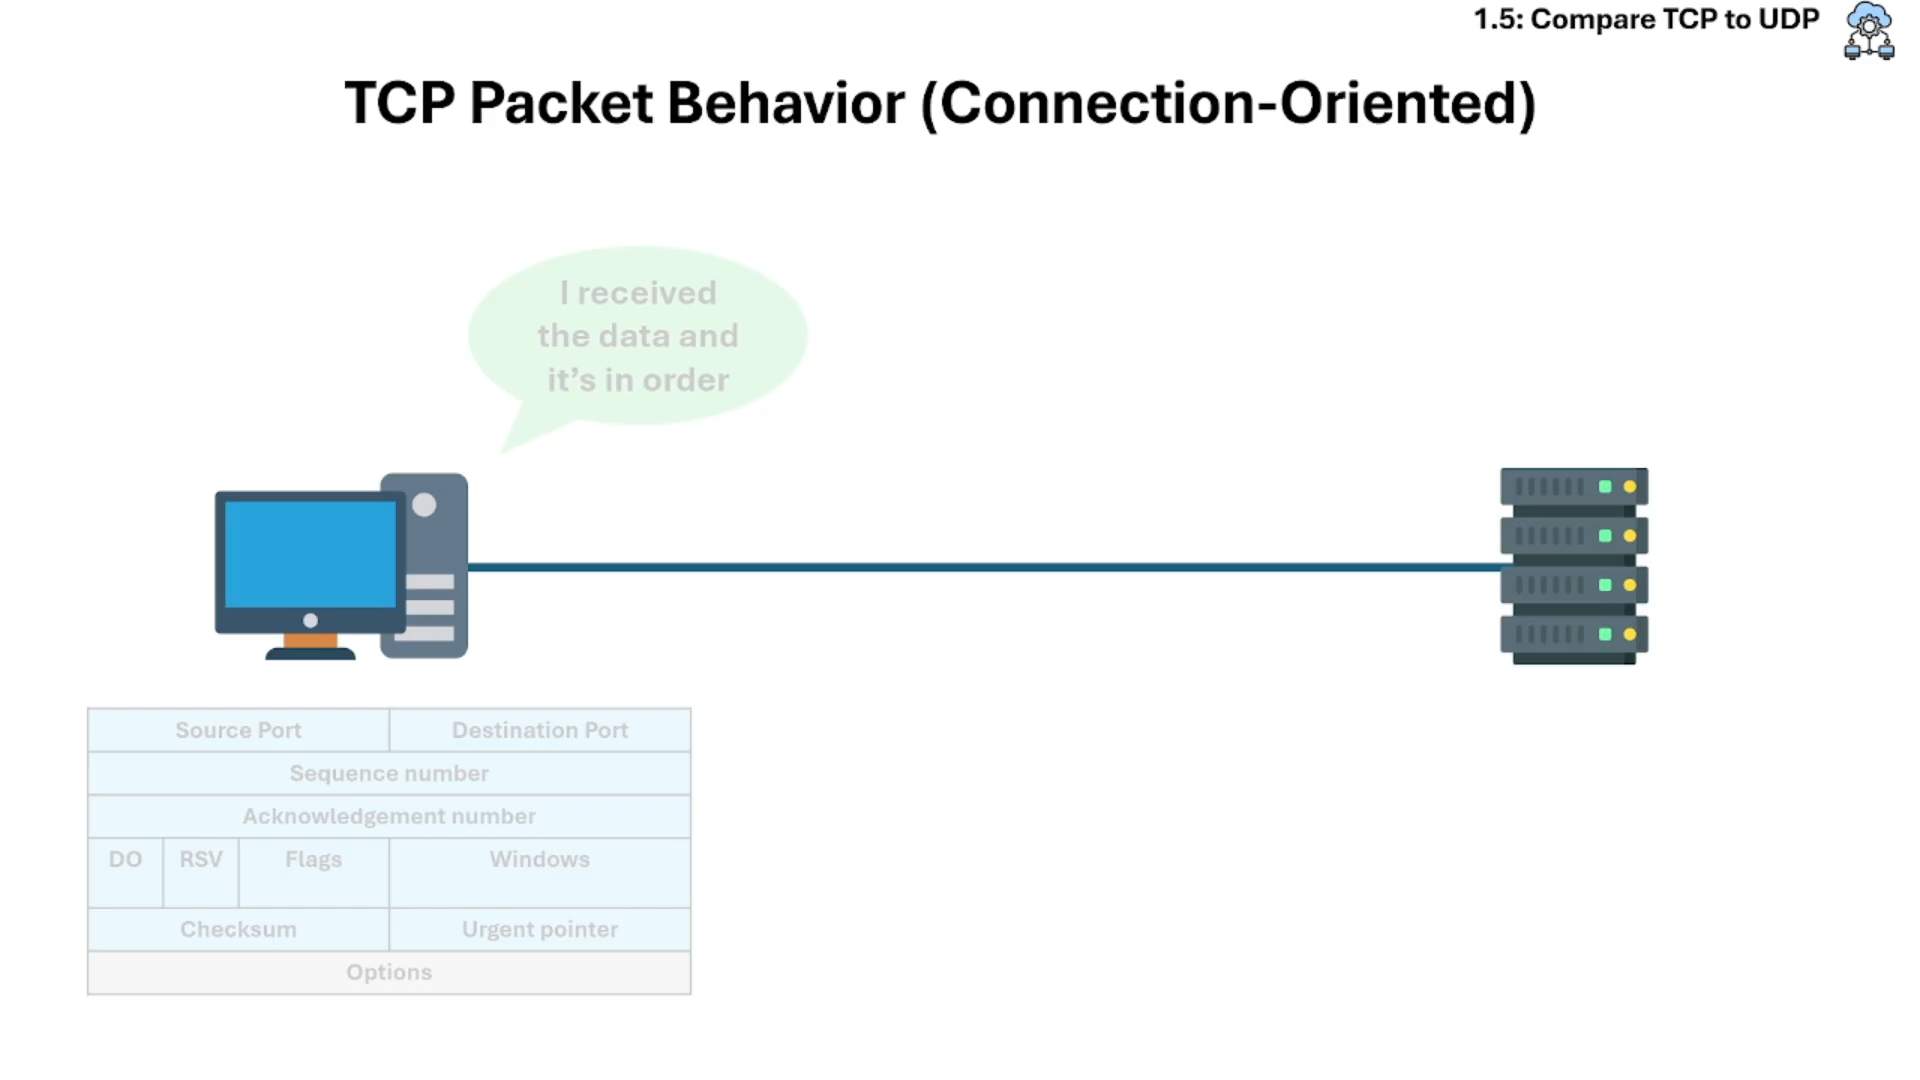 1.5: Compare TCP to UDP
TCP Packet Behavior (Connection-Oriented)
I received
the data and
it’s in order
Source Port Destination Port
Sequence number
Acknowledgement number
DO RSV Flags Windows
Checksum Urgent pointer
Options